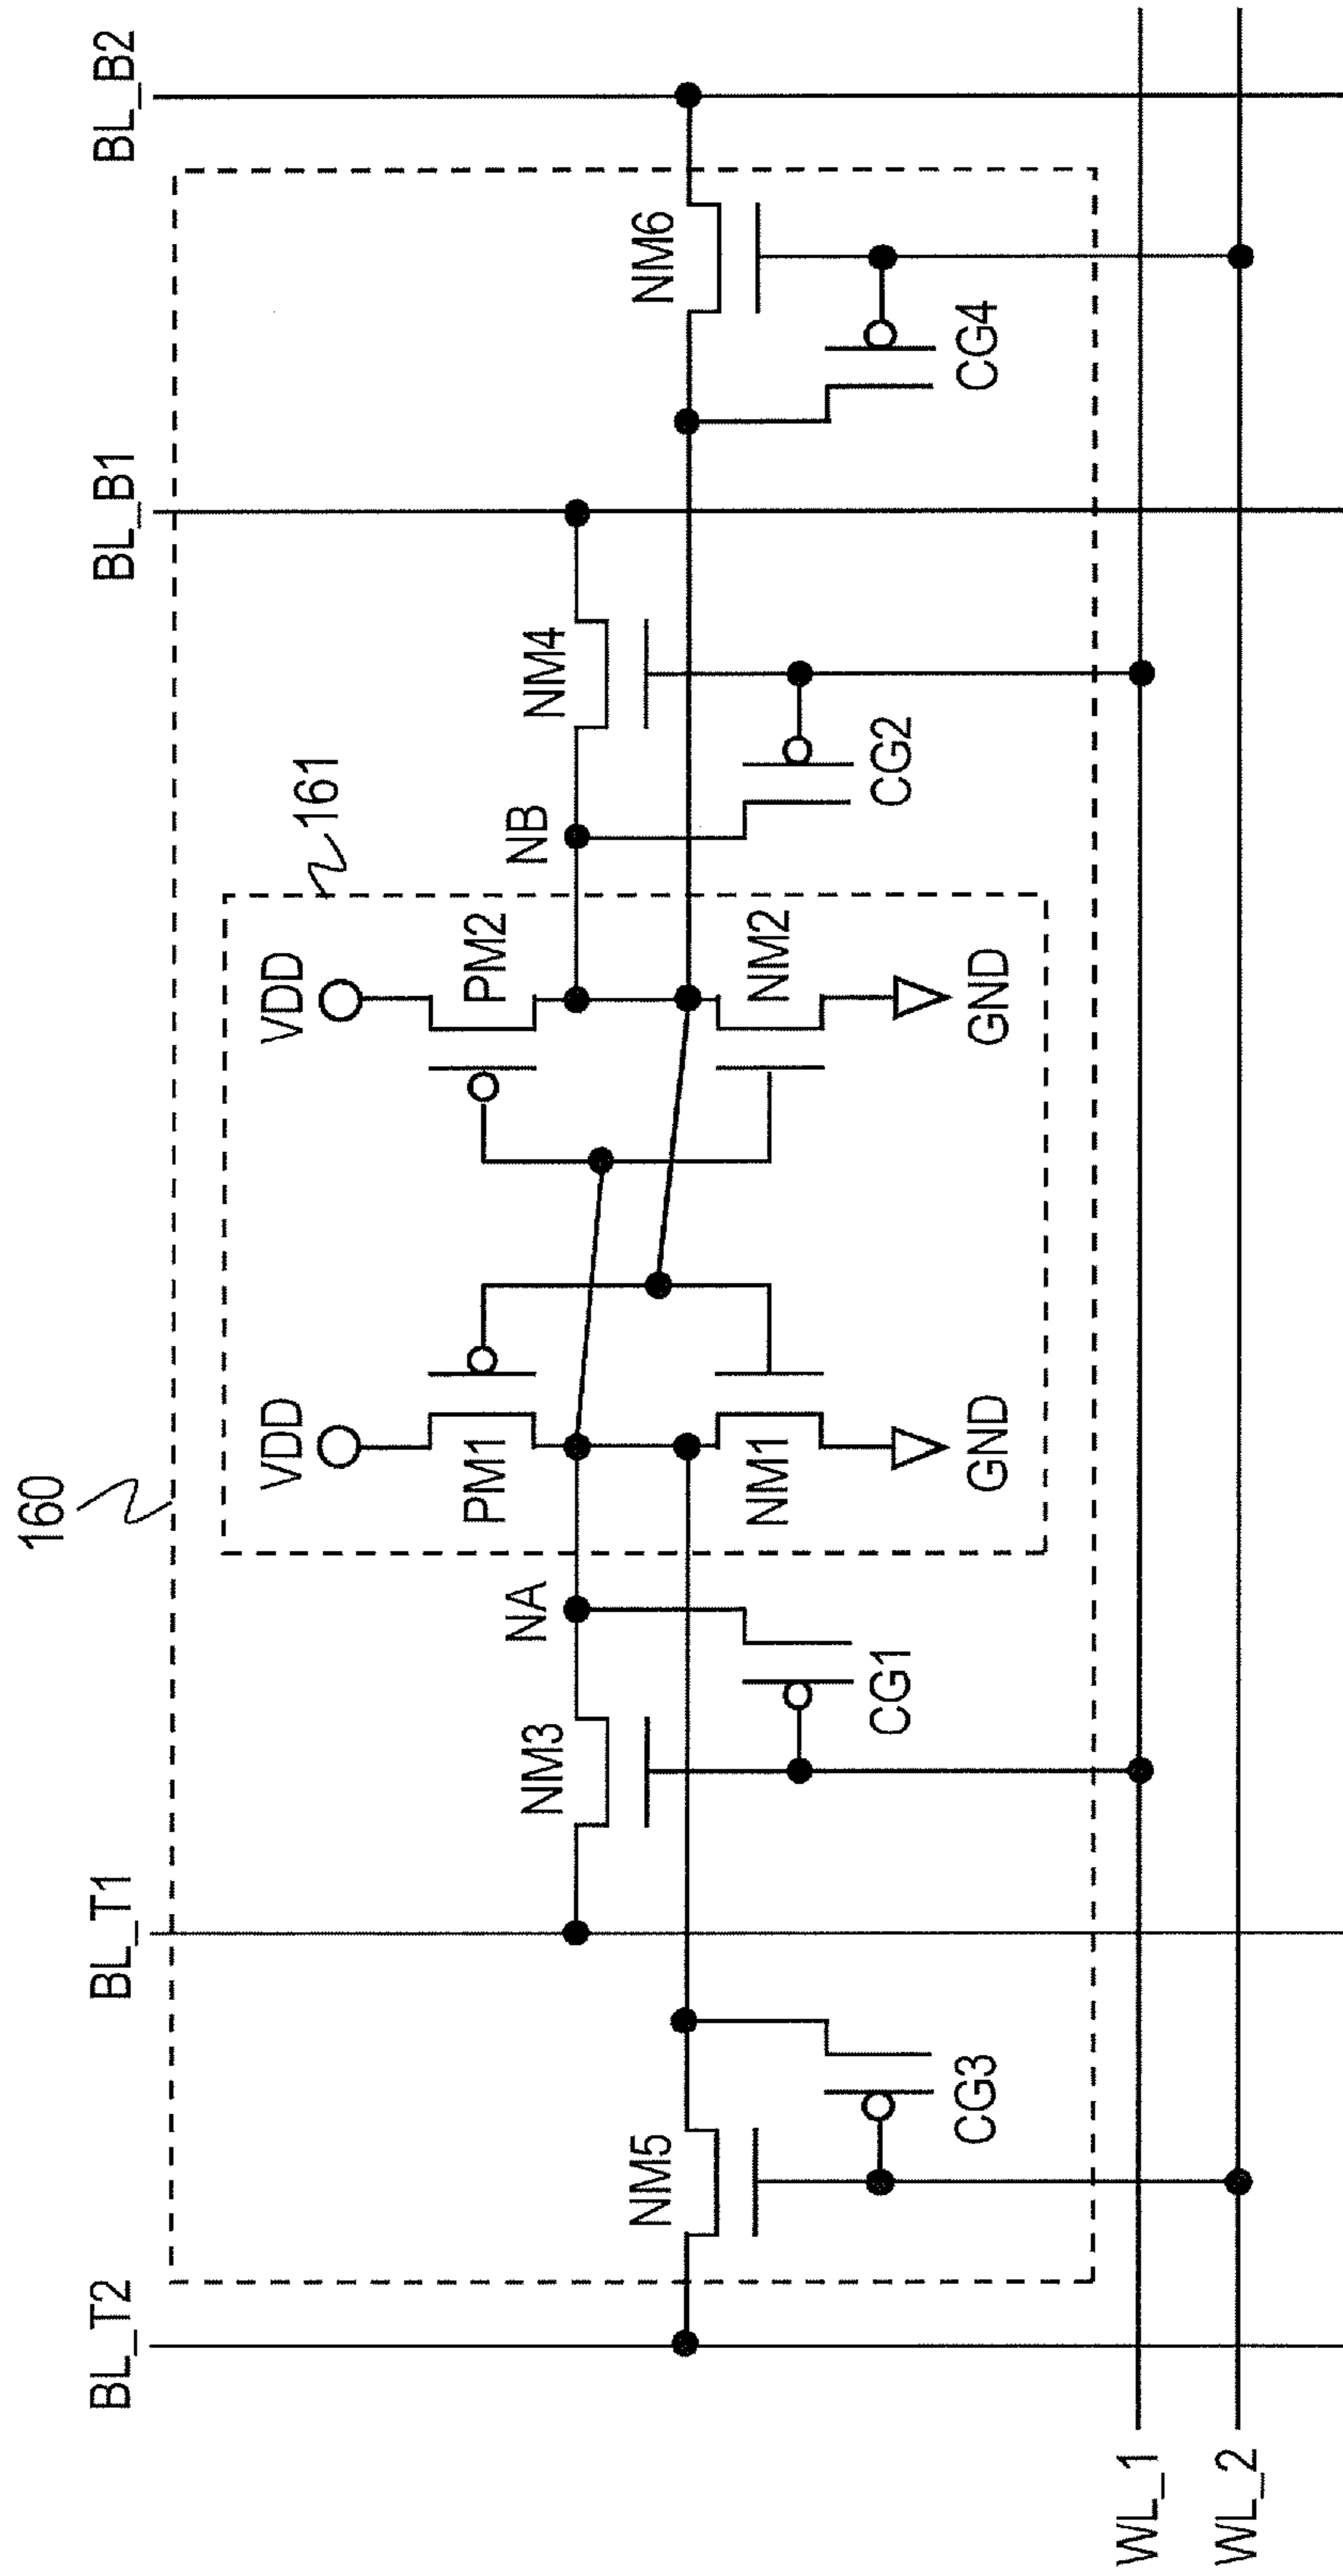 160
BL_T2
BL_T1
BL_B1
BL_B2
161
VDD
VDD
PM1
PM2
NA
NB
NM3
NM4
NM5
NM6
NM1
NM2
CG1
CG2
CG3
CG4
GND
GND
WL_1
WL_2